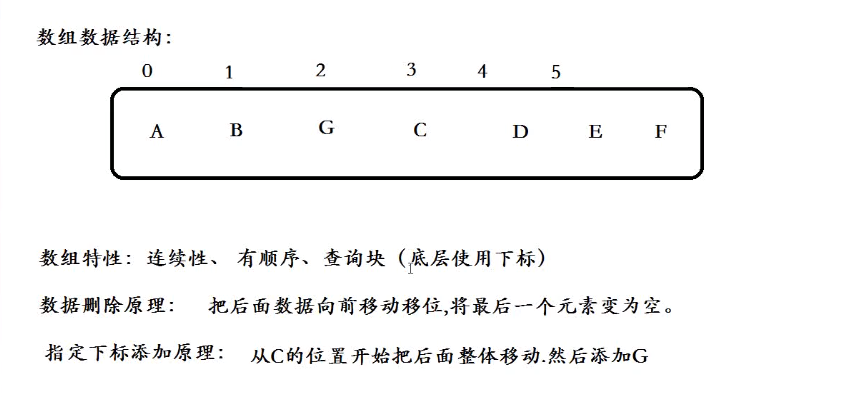 数组数据结构:
0 1 2 3 4 5
A B G C D E F
数组特性: 连续性、 有顺序、查询块 (底层使用下标)
数据删除原理: 把后面数据向前移动移位,将最后一个元素变为空。
指定下标添加原理: 从C的位置开始把后面整体移动.然后添加G